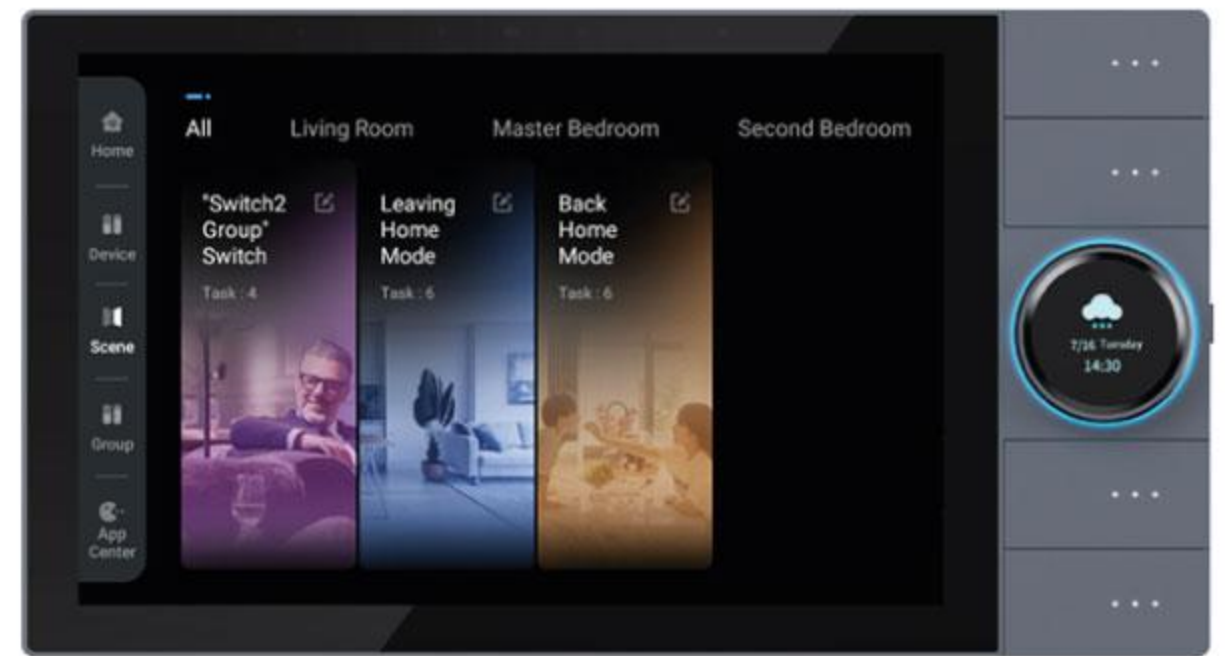 Home
Device
Scene
Group
App
Center
All
Living Room
Master Bedroom
Second Bedroom
"Switch2
Group"
Switch
Task : 4
Leaving
Home
Mode
Task : 6
Back
Home
Mode
Task : 6
7/16 Tuesday
14:30